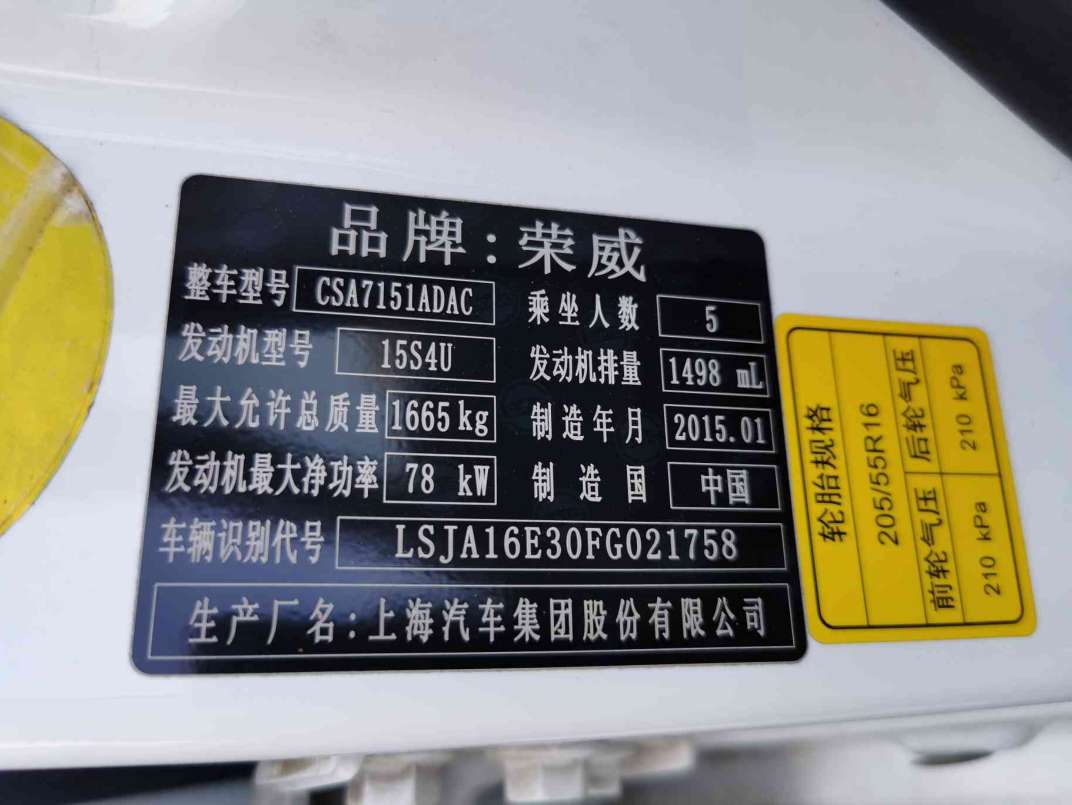 品牌：荣威
整车型号 CSA7151ADAC 乘坐人数 5
发动机型号 15S4U 发动机排量 1498 mL
最大允许总质量 1665kg 制造年月 2015.01
发动机最大净功率 78 kW 制造国 中国
车辆识别代号 LSJA16E30FG021758
生产厂名：上海汽车集团股份有限公司
轮胎规格
205/55R16
前轮气压 后轮气压
210 kPa 210 kPa